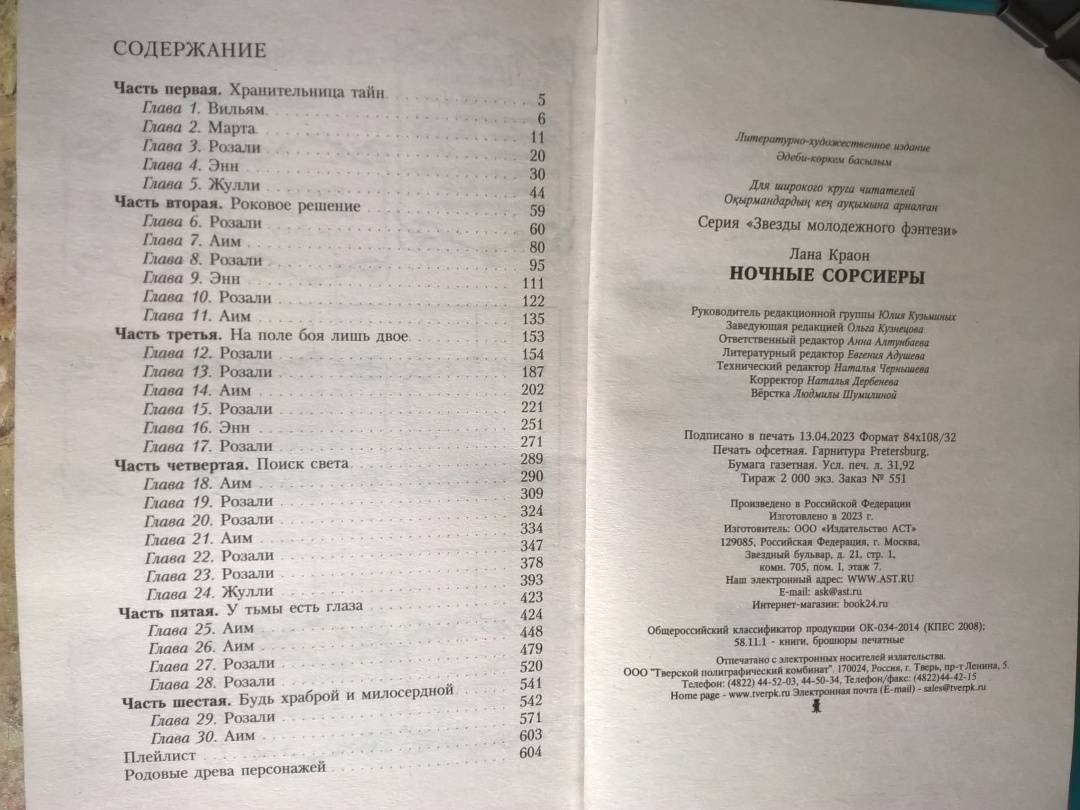 СОДЕРЖАНИЕ
Часть первая. Хранительница тайн 5
Глава 1. Вильям 6
Глава 2. Марта 11
Глава 3. Розали 20
Глава 4. Энн 30
Глава 5. Жулли 44
Часть вторая. Роковое решение 59
Глава 6. Розали 60
Глава 7. Аим 80
Глава 8. Розали 95
Глава 9. Энн 111
Глава 10. Розали 122
Глава 11. Аим 135
Часть третья. На поле боя лишь двое 153
Глава 12. Розали 154
Глава 13. Розали 187
Глава 14. Аим 202
Глава 15. Розали 221
Глава 16. Энн 251
Глава 17. Розали 271
Часть четвертая. Поиск света 289
Глава 18. Аим 290
Глава 19. Розали 309
Глава 20. Розали 324
Глава 21. Аим 334
Глава 22. Розали 347
Глава 23. Розали 378
Глава 24. Жулли 393
Часть пятая. У тьмы есть глаза 423
Глава 25. Аим 424
Глава 26. Аим 448
Глава 27. Розали 479
Глава 28. Розали 520
Часть шестая. Будь храброй и милосердной 541
Глава 29. Розали 542
Глава 30. Аим 571
Плейлист 603
Родовые древа персонажей 604
Литературно-художественное издание
Әдеби-көркем басылым
Для широкого круга читателей
Оқырмандардың кең ауқымына арналған
Серия «Звезды молодежного фэнтези»
Лана Краон
НОЧНЫЕ СОРСИЕРЫ
Руководитель редакционной группы Юлия Кузьминых
Заведующая редакцией Ольга Кузнецова
Ответственный редактор Анна Алтунбаева
Литературный редактор Евгения Адушева
Технический редактор Наталья Чернышева
Корректор Наталья Дербенева
Вёрстка Людмилы Шумилиной
Подписано в печать 13.04.2023 Формат 84x108/32
Печать офсетная. Гарнитура Pretersburg.
Бумага газетная. Усл. печ. л. 31,92
Тираж 2 000 экз. Заказ № 551
Произведено в Российской Федерации
Изготовлено в 2023 г.
Изготовитель: ООО «Издательство АСТ»
129085, Российская Федерация, г. Москва,
Звездный бульвар, д. 21, стр. 1,
комн. 705, пом. I, этаж 7.
Наш электронный адрес: WWW.AST.RU
E-mail: ask@ast.ru
Интернет-магазин: book24.ru
Общероссийский классификатор продукции ОК-034-2014 (КПЕС 2008);
58.11.1 - книги, брошюры печатные
Отпечатано с электронных носителей издательства.
ООО "Тверской полиграфический комбинат". 170024, Россия, г. Тверь, пр-т Ленина, 5.
Телефон: (4822) 44-52-03, 44-50-34, Телефон/факс: (4822)44-42-15
Home page - www.tverpk.ru Электронная почта (E-mail) - sales@tverpk.ru